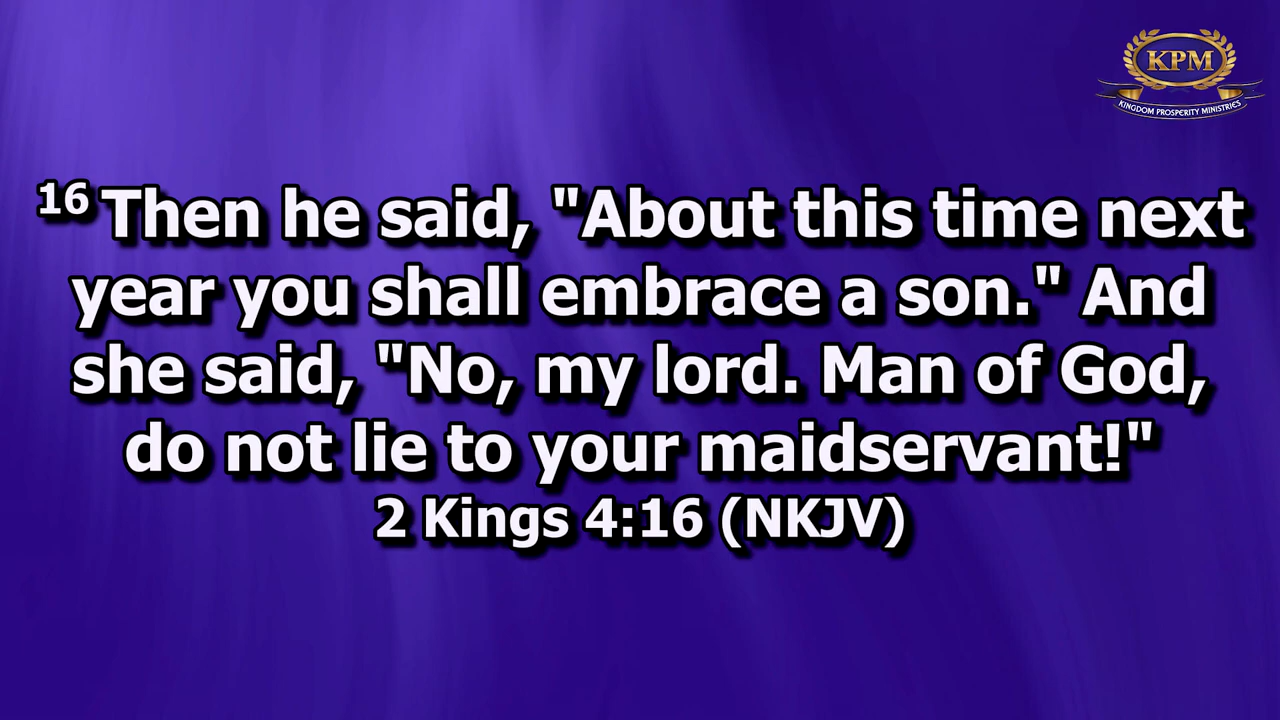 KPM
KINGDOM PROSPERITY MINISTRIES
16 Then he said, "About this time next
year you shall embrace a son." And
she said, "No, my lord. Man of God,
do not lie to your maidservant!"
2 Kings 4:16 (NKJV)